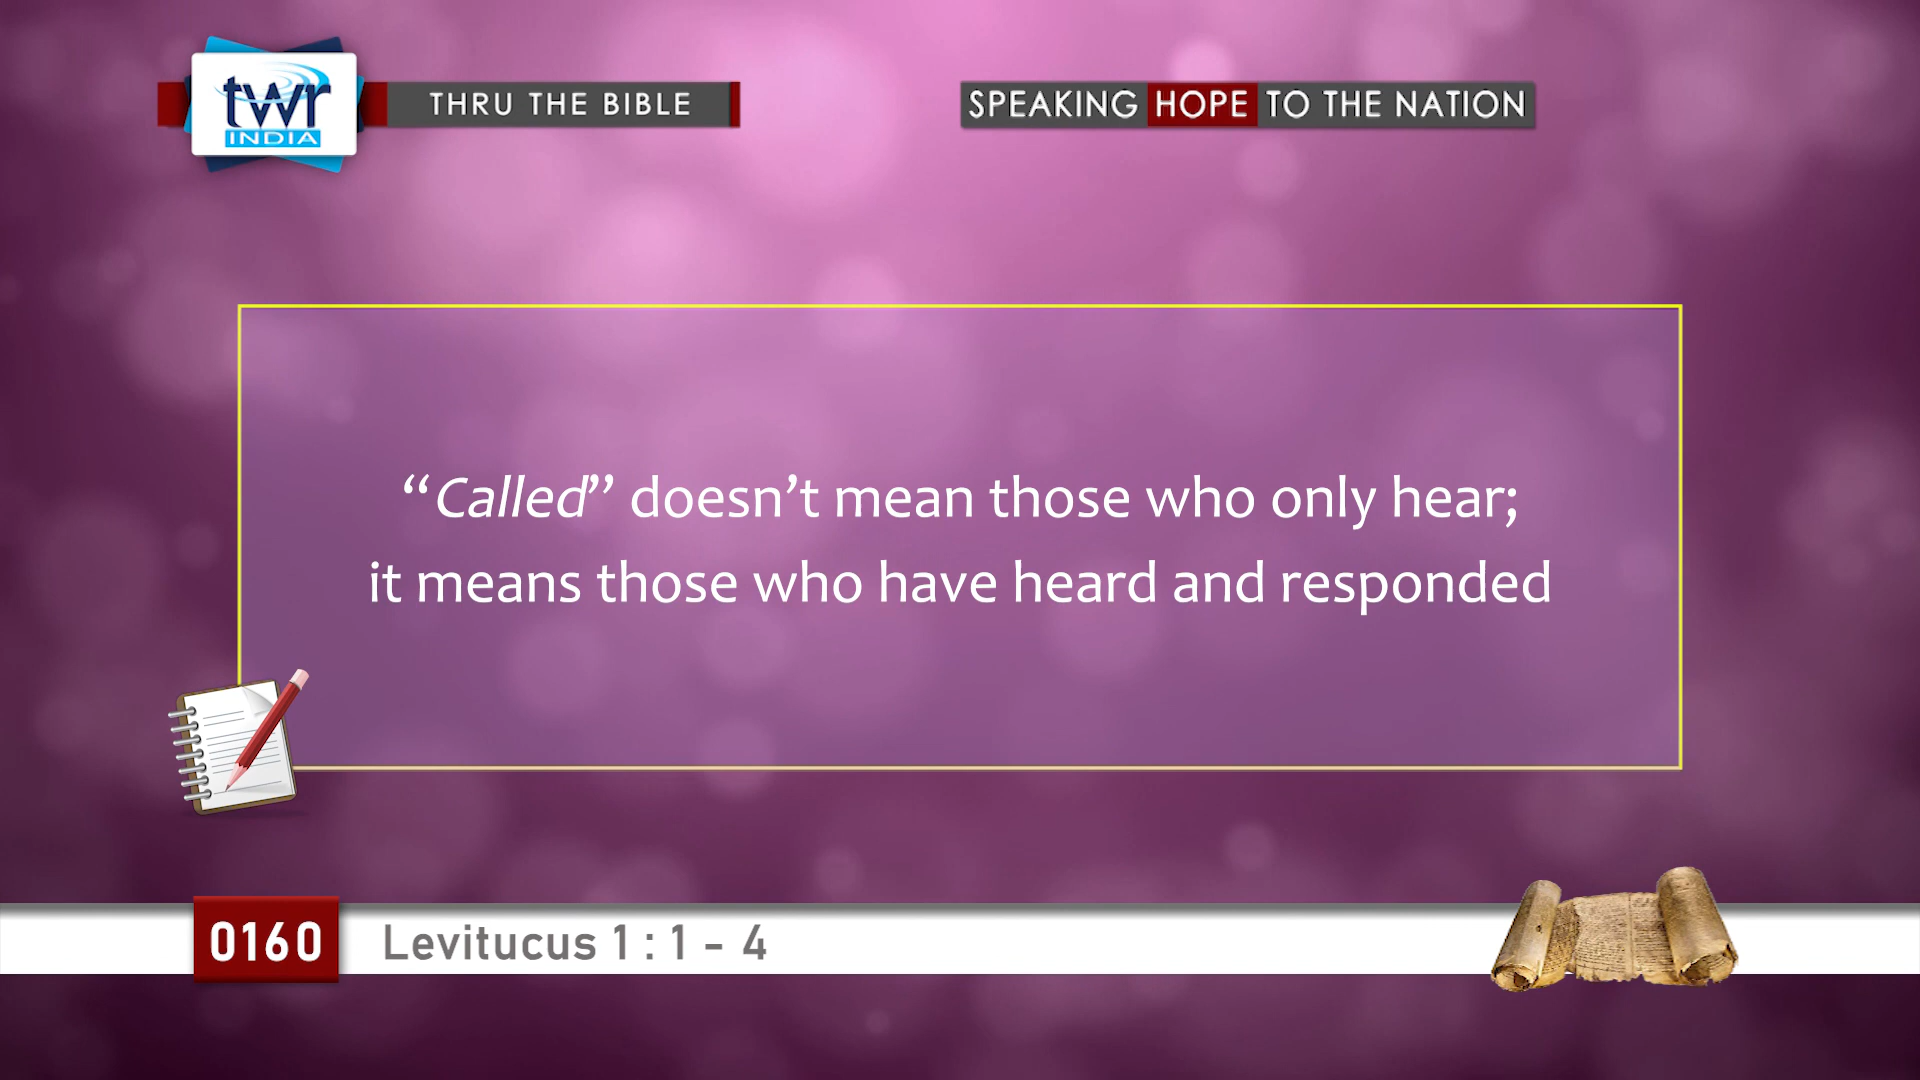 twr
INDIA
THRU THE BIBLE
SPEAKING HOPE TO THE NATION
“Called” doesn’t mean those who only hear;
it means those who have heard and responded
0160
Levitucus 1 : 1 - 4